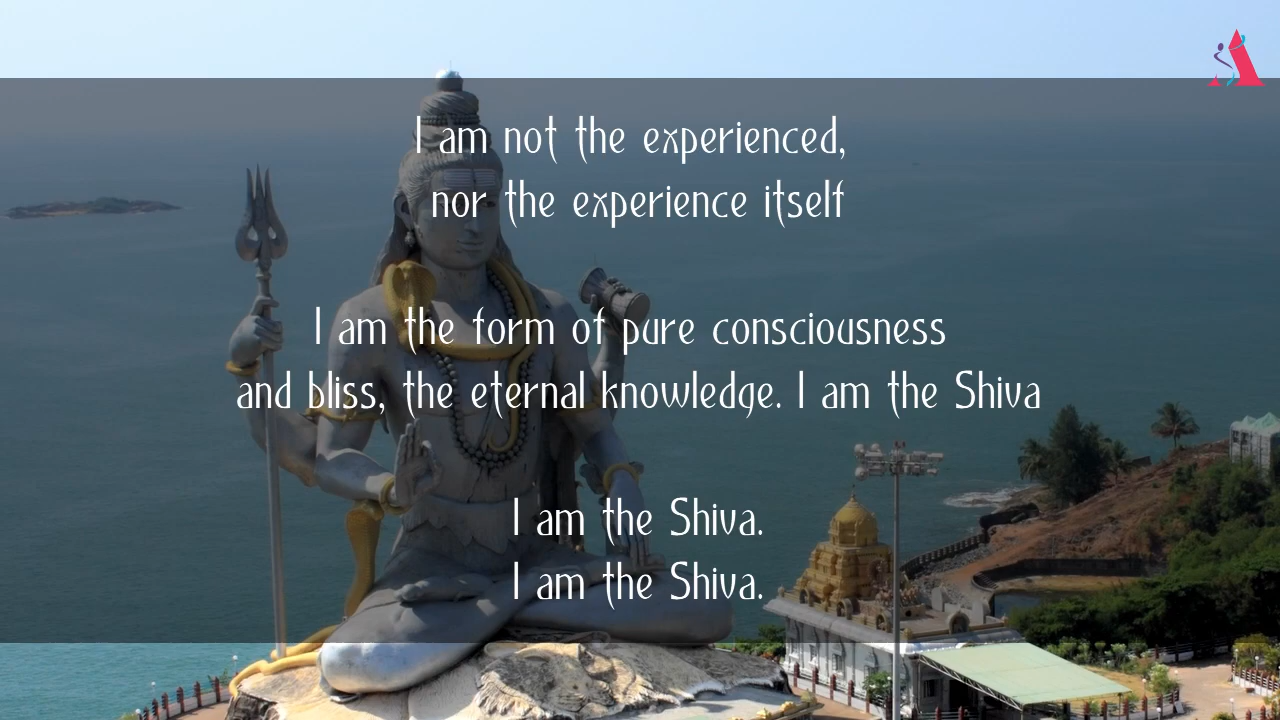 I am not the experienced,
nor the experience itself
I am the form of pure consciousness
and bliss, the eternal knowledge. I am the Shiva
I am the Shiva.
I am the Shiva.